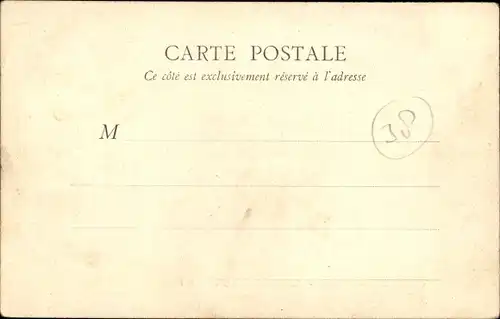 CARTE POSTALE
Ce côté est exclusivement réservé à l'adresse
M
38